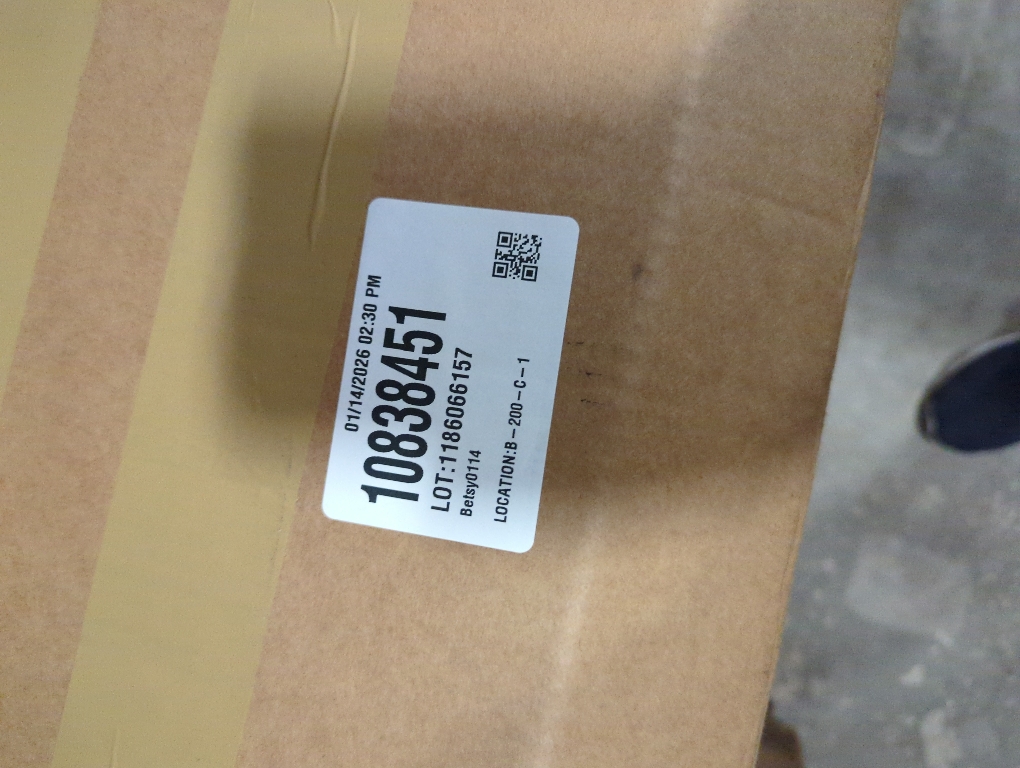 01/14/2026 02:30 PM
10838451
LOT:1186066157
Betsy0114
LOCATION:B-200-C-1